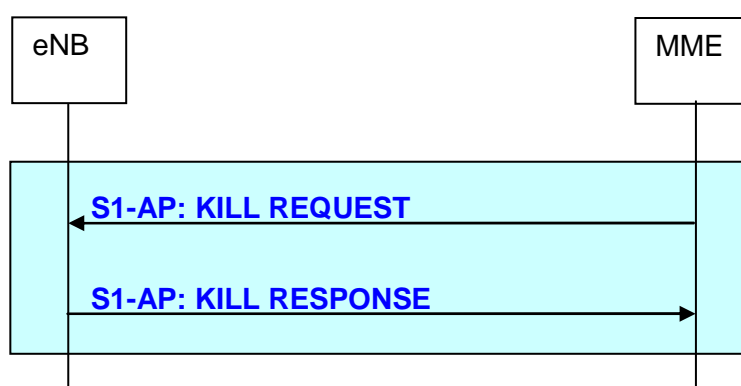 eNB
MME
S1-AP: KILL REQUEST
S1-AP: KILL RESPONSE